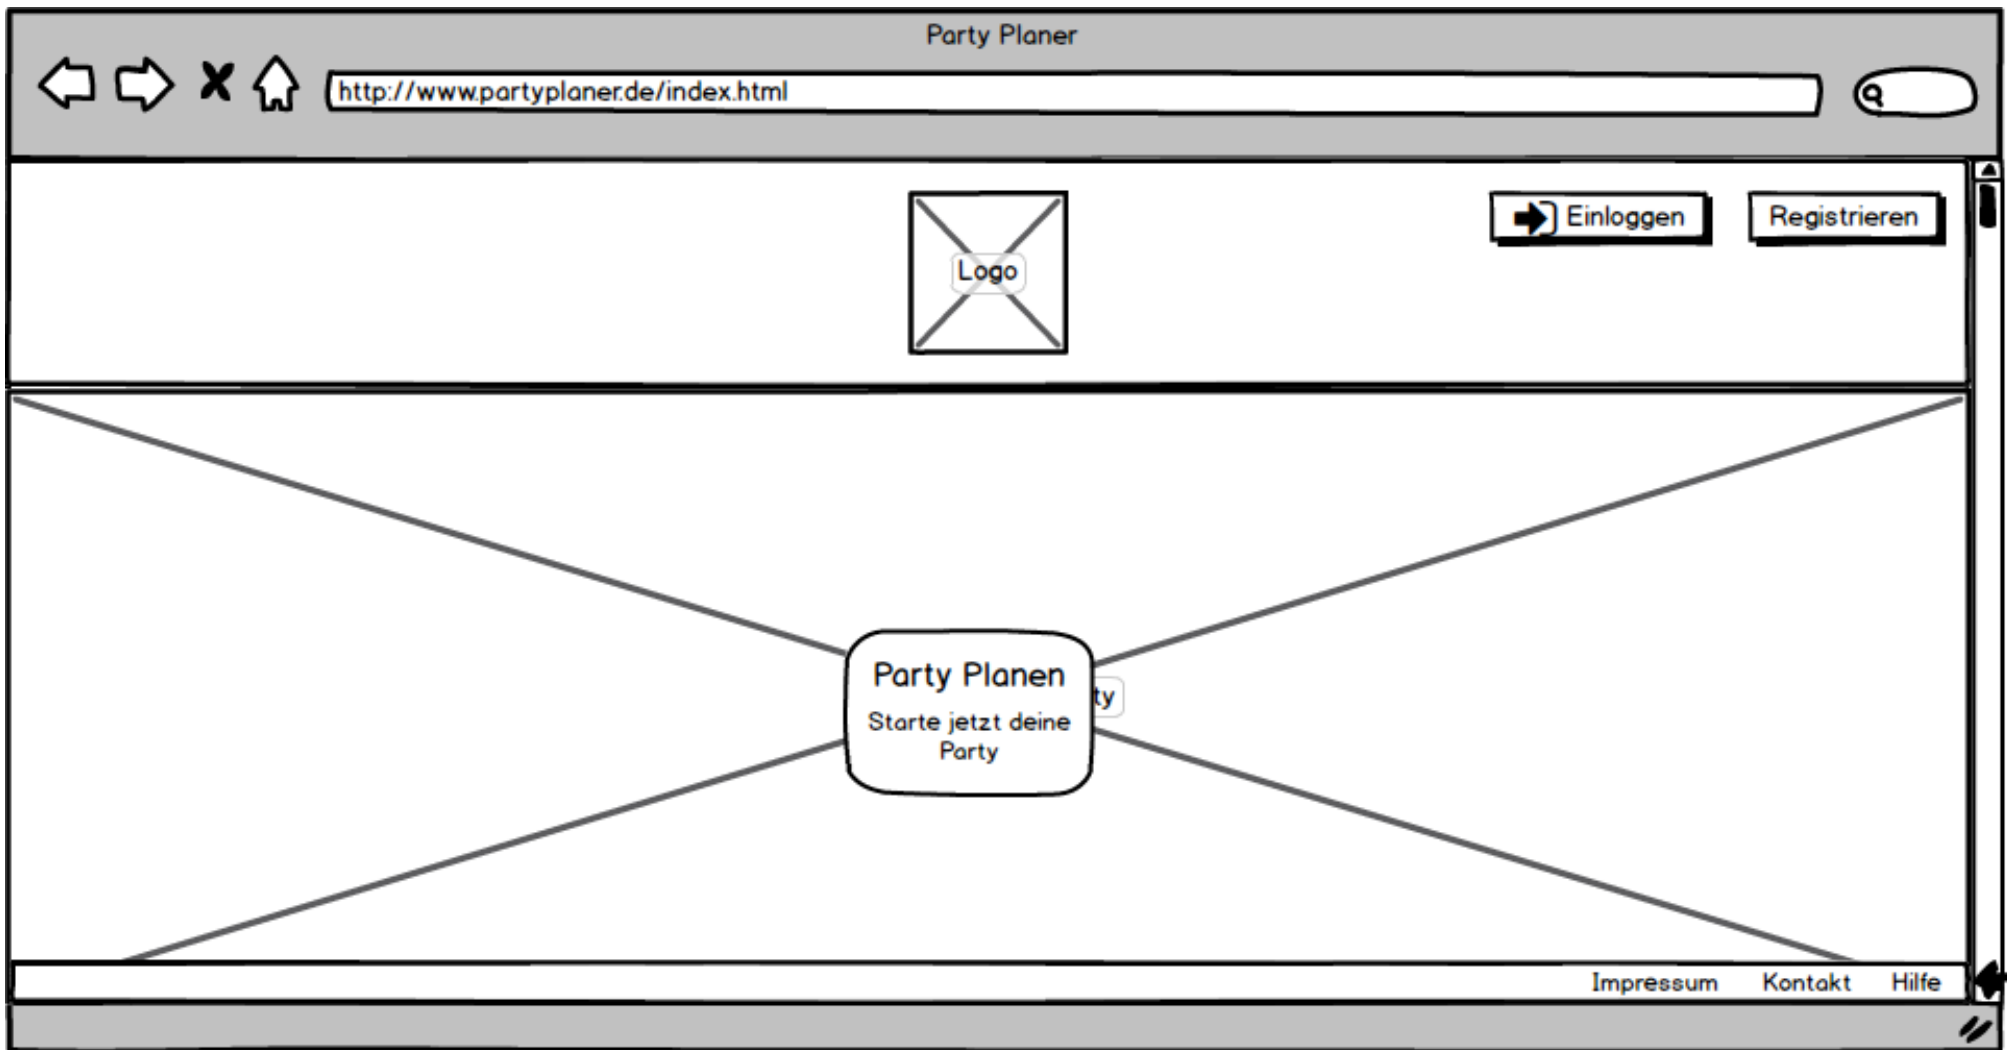 Party Planer
http://www.partyplaner.de/index.html
Einloggen
Registrieren
Logo
Party Planen
ty
Starte jetzt deine
Party
Impressum
Kontakt
Hilfe